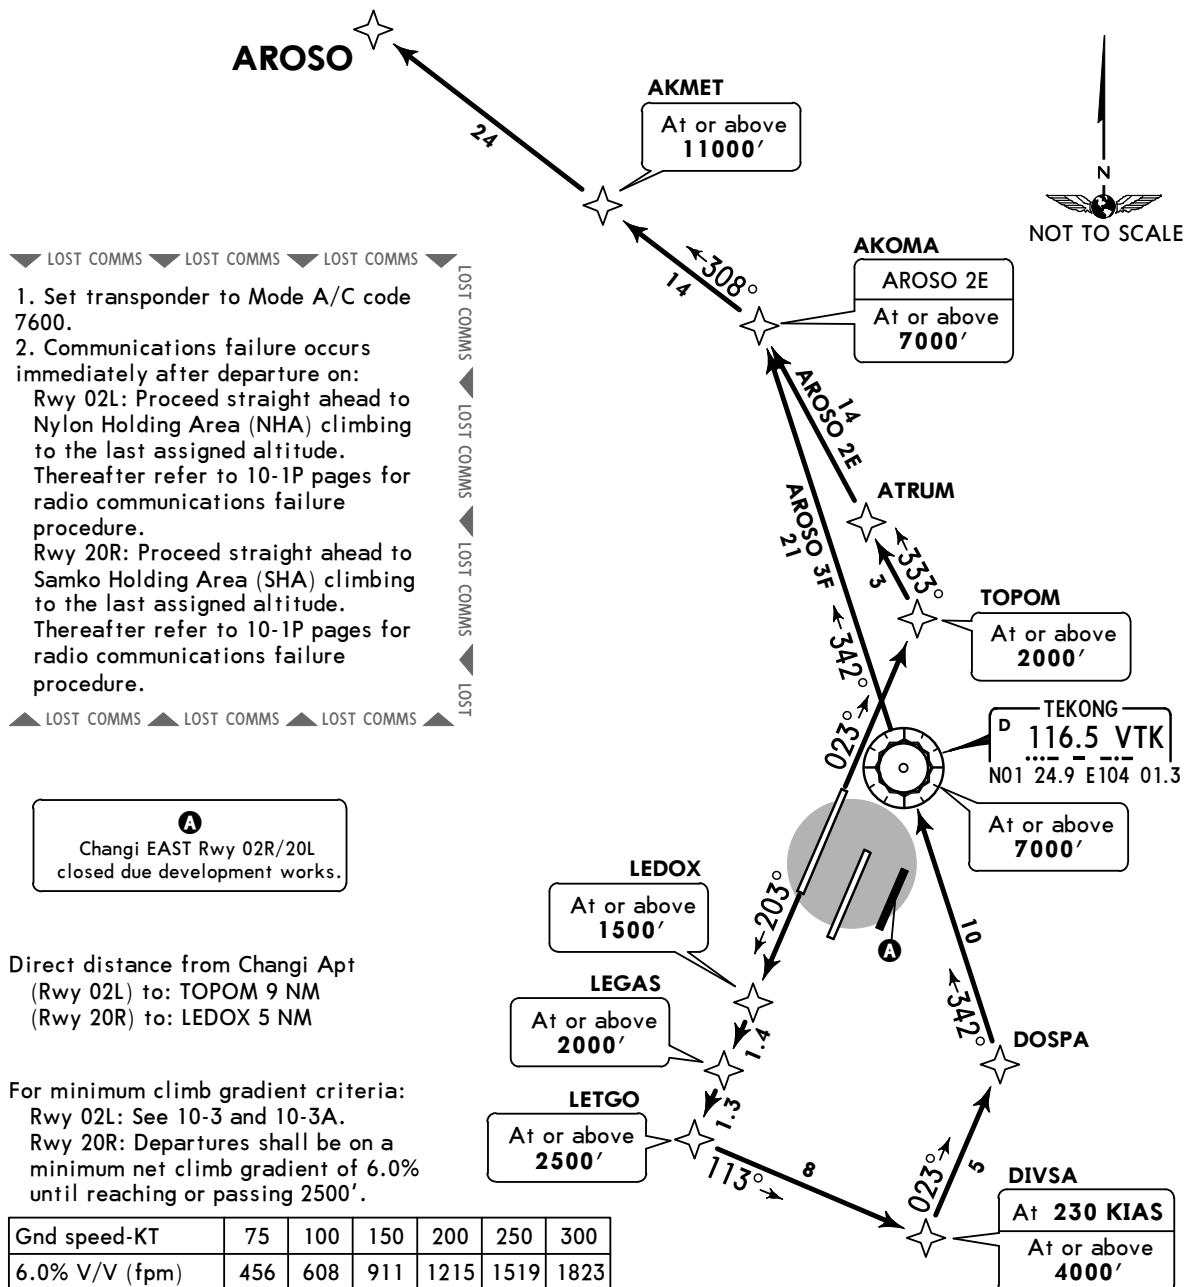 AROSO
24
AKMET
At or above
11000′
N
NOT TO SCALE
308°
14
AKOMA
AROSO 2E
At or above
7000′
LOST COMMS LOST COMMS LOST COMMS
LOST COMMS LOST COMMS LOST COMMS LOST
1. Set transponder to Mode A/C code
7600.
2. Communications failure occurs
immediately after departure on:
Rwy 02L: Proceed straight ahead to
Nylon Holding Area (NHA) climbing
to the last assigned altitude.
Thereafter refer to 10-1P pages for
radio communications failure
procedure.
Rwy 20R: Proceed straight ahead to
Samko Holding Area (SHA) climbing
to the last assigned altitude.
Thereafter refer to 10-1P pages for
radio communications failure
procedure.
LOST COMMS LOST COMMS LOST COMMS
14
AROSO 2E
AROSO 3F
21
ATRUM
333°
3
TOPOM
At or above
2000′
342°
023°
TEKONG
D 116.5 VTK
N01 24.9 E104 01.3
At or above
7000′
A
Changi EAST Rwy 02R/20L
closed due development works.
A
203°
LEDOX
At or above
1500′
LEGAS
At or above
2000′
1.4
LETGO
At or above
2500′
1.3
10
342°
DOSPA
113°
8
023°
5
DIVSA
At 230 KIAS
At or above
4000′
Direct distance from Changi Apt
(Rwy 02L) to: TOPOM 9 NM
(Rwy 20R) to: LEDOX 5 NM
For minimum climb gradient criteria:
Rwy 02L: See 10-3 and 10-3A.
Rwy 20R: Departures shall be on a
minimum net climb gradient of 6.0%
until reaching or passing 2500′.
Gnd speed-KT 75 100 150 200 250 300
6.0% V/V (fpm) 456 608 911 1215 1519 1823